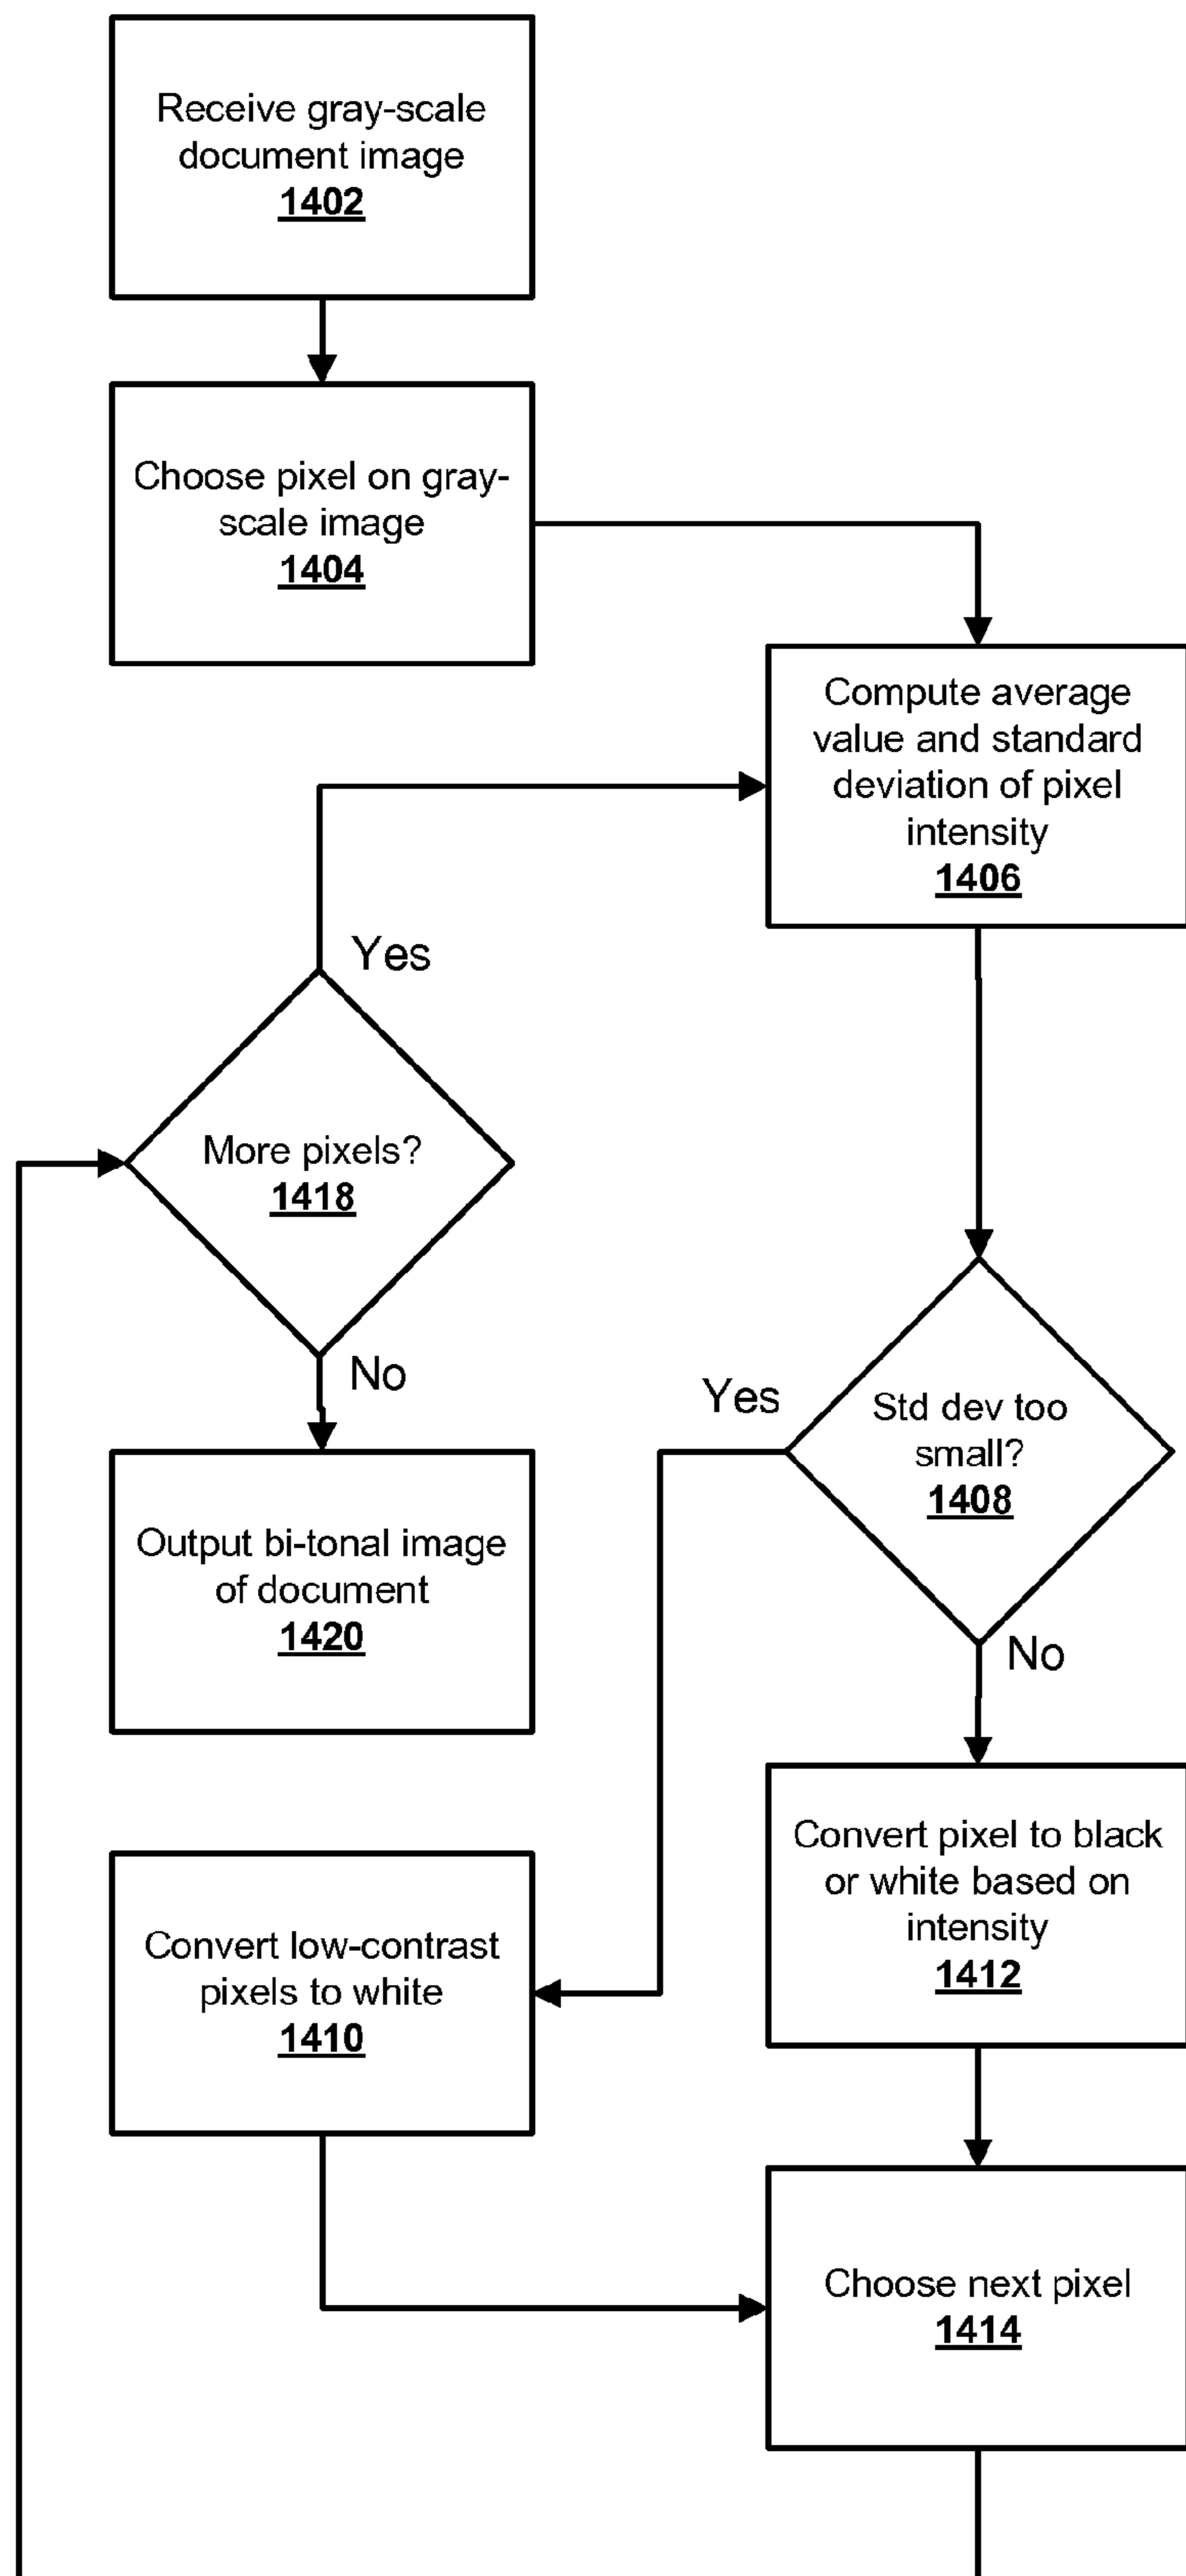 Receive gray-scale
document image
1402
Choose pixel on gray-
scale image
1404
Compute average
value and standard
deviation of pixel
intensity
1406
Yes
More pixels?
1418
No
Yes
Std dev too
small?
1408
No
Output bi-tonal image
of document
1420
Convert pixel to black
or white based on
intensity
1412
Convert low-contrast
pixels to white
1410
Choose next pixel
1414